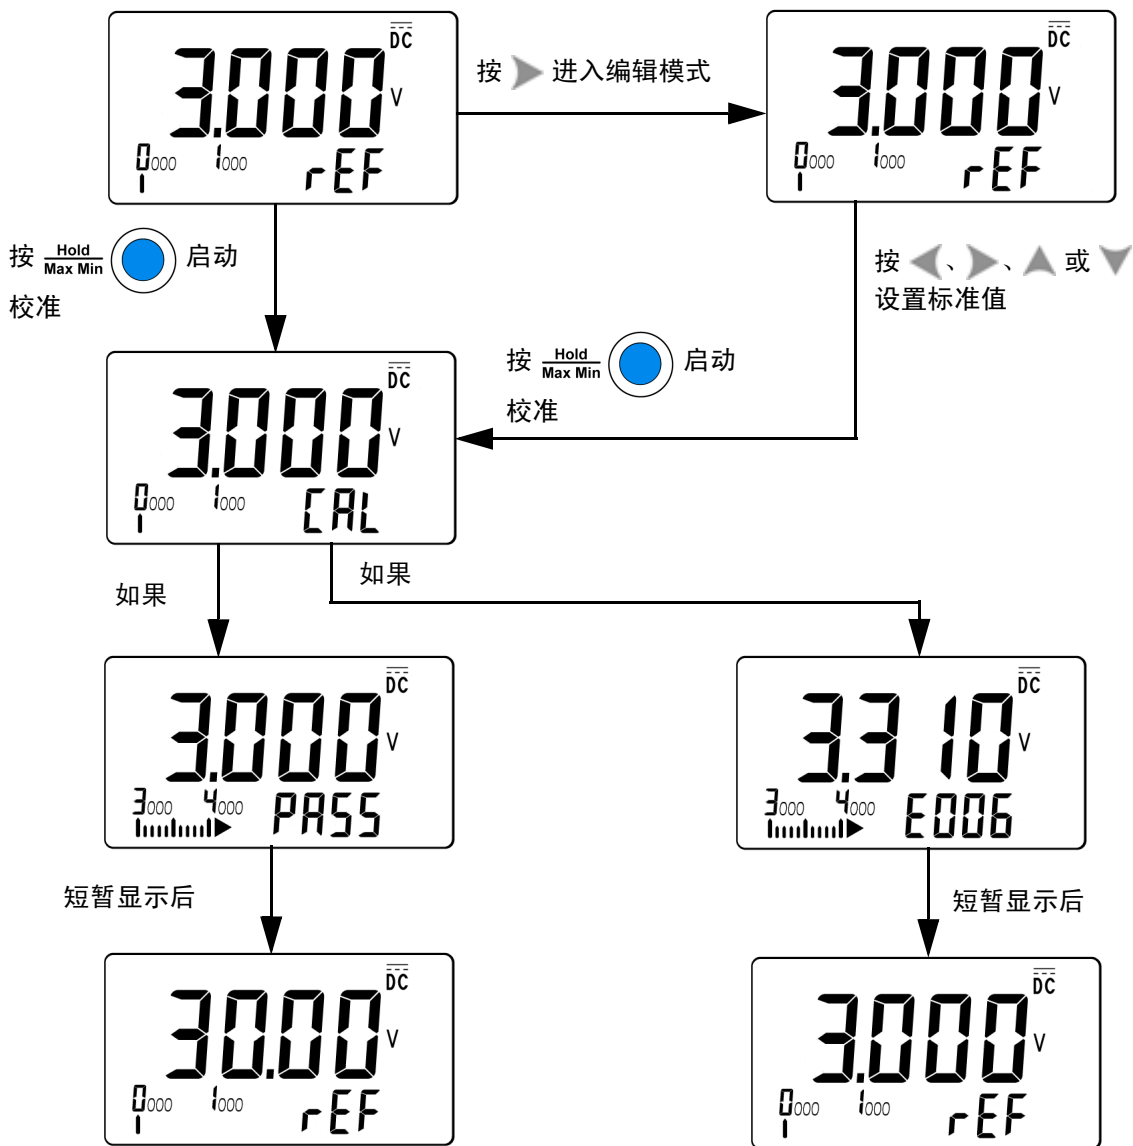 DC
3.000 V
0000 1000 rEF
按 进入编辑模式
DC
3.000 V
0000 1000 rEF
按 Hold
Max Min 启动
校准
按 、 、 或
设置标准值
按 Hold
Max Min 启动
校准
DC
3.000 V
0000 1000 CAL
如果
如果
DC
3.000 V
3000 4000 PASS
DC
3.310 V
3000 4000 E006
短暂显示后
短暂显示后
DC
30.00 V
0000 1000 rEF
DC
3.000 V
0000 1000 rEF